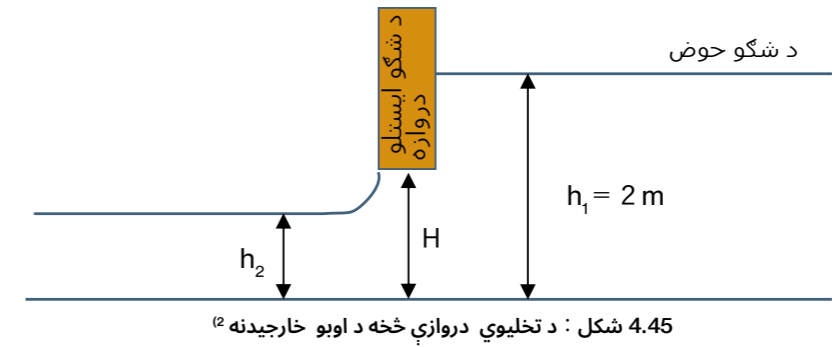 د شګو حوض
د شګو ایستلو
دروازه
h₁ = 2 m
H
h₂
4.45 شکل : د تخلیوي دروازې څخه د اوبو خارجیدنه ²⁾